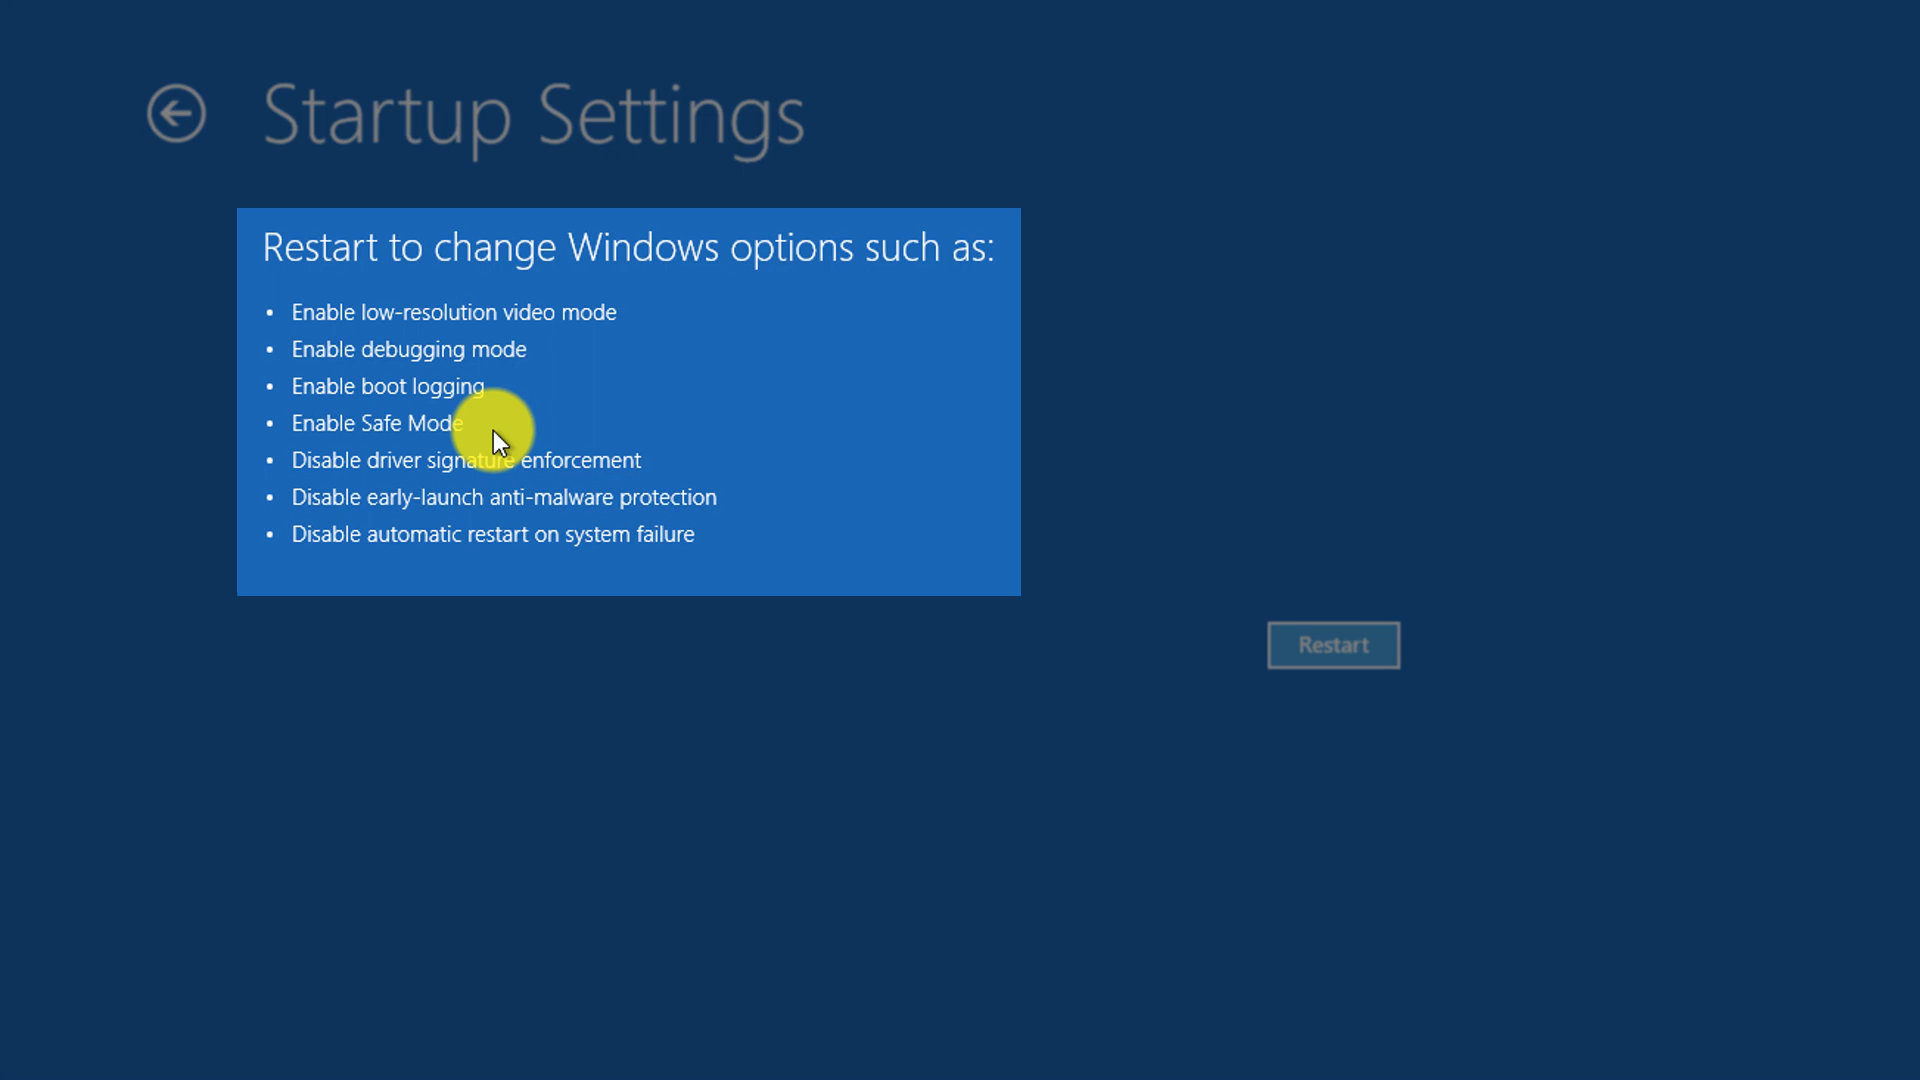 Startup Settings
Restart to change Windows options such as:
• Enable low-resolution video mode
• Enable debugging mode
• Enable boot logging
• Enable Safe Mode
• Disable driver signature enforcement
• Disable early-launch anti-malware protection
• Disable automatic restart on system failure
Restart